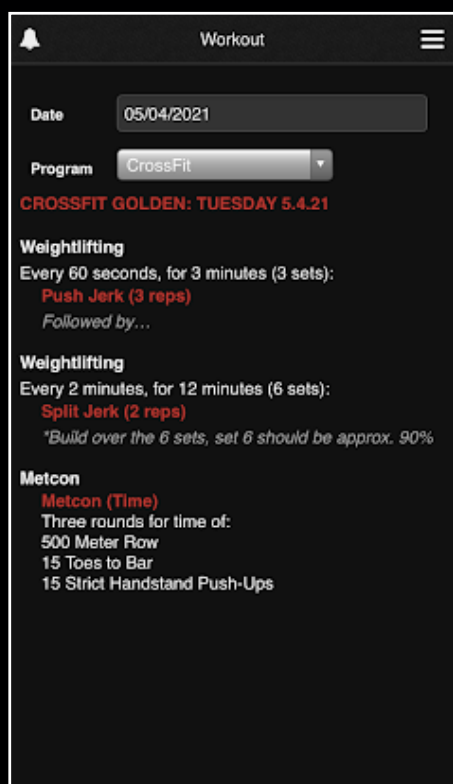 Workout
Date 05/04/2021
Program CrossFit
CROSSFIT GOLDEN: TUESDAY 5.4.21
Weightlifting
Every 60 seconds, for 3 minutes (3 sets):
Push Jerk (3 reps)
Followed by...
Weightlifting
Every 2 minutes, for 12 minutes (6 sets):
Split Jerk (2 reps)
*Build over the 6 sets, set 6 should be approx. 90%
Metcon
Metcon (Time)
Three rounds for time of:
500 Meter Row
15 Toes to Bar
15 Strict Handstand Push-Ups